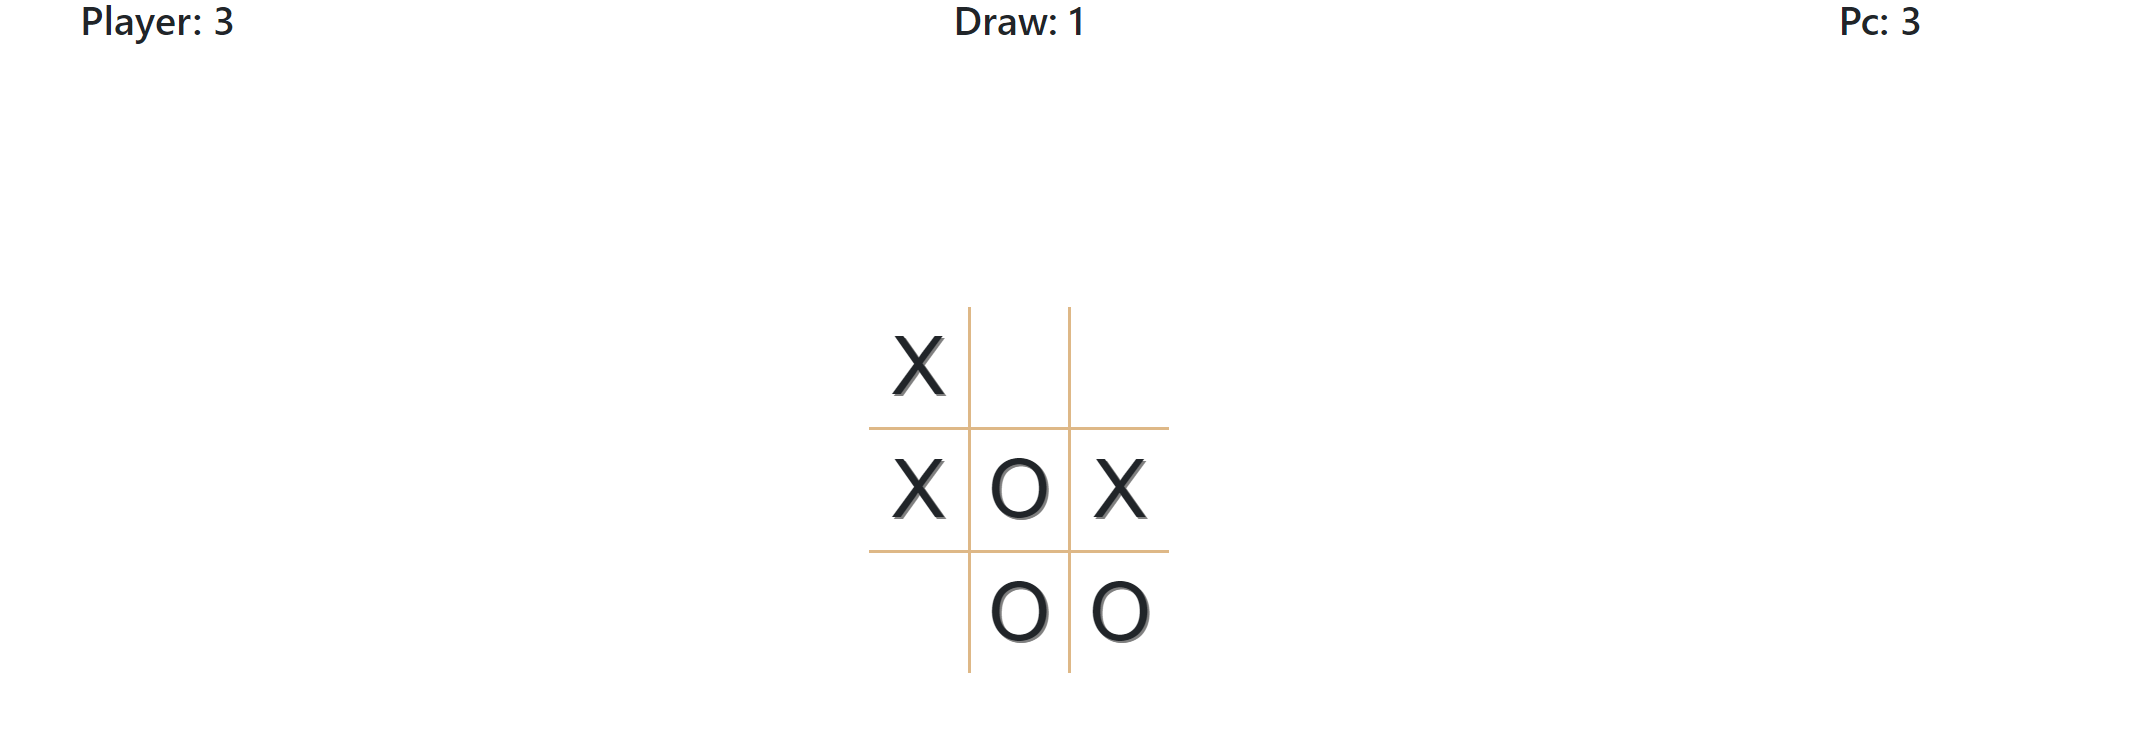 Player: 3 Draw: 1 Pc: 3
X
X O X
O O